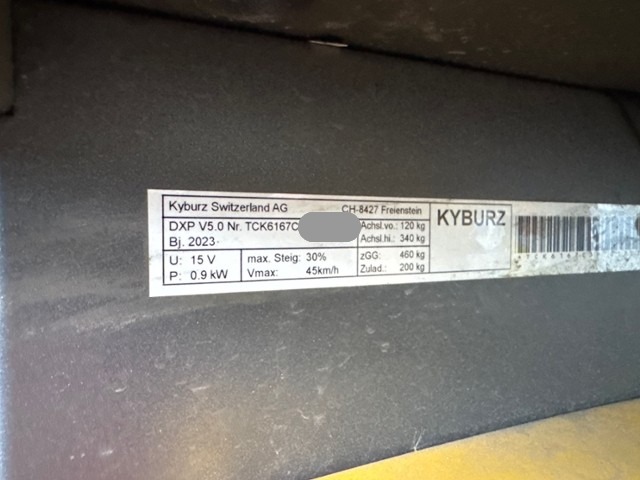 Kyburz Switzerland AG CH-8427 Freienstein
DXP V5.0 Nr. TCK6167C
Bj. 2023
Achsl.vo.: 120 kg
Achsl.hi.: 340 kg
U: 15 V
P: 0.9 kW
max. Steig: 30%
Vmax: 45km/h
zGG: 460 kg
Zulad.: 200 kg
KYBURZ